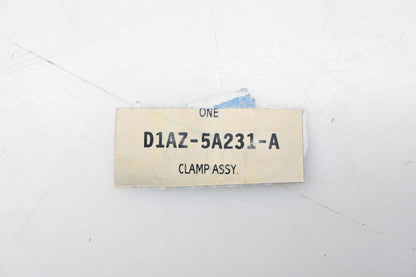 ONE
D1AZ-5A231-A
CLAMP ASSY.